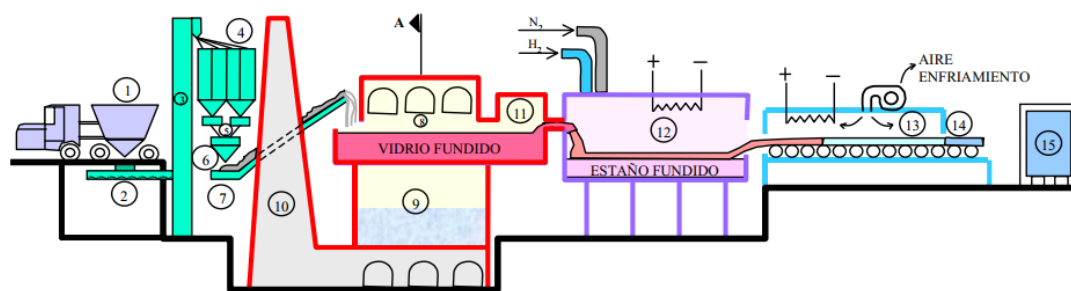 A
N2
H2
+ −
+ −
AIRE
ENFRIAMIENTO
1
2
3
4
5
6
7
8
9
10
11
12
13
14
15
VIDRIO FUNDIDO
ESTAÑO FUNDIDO